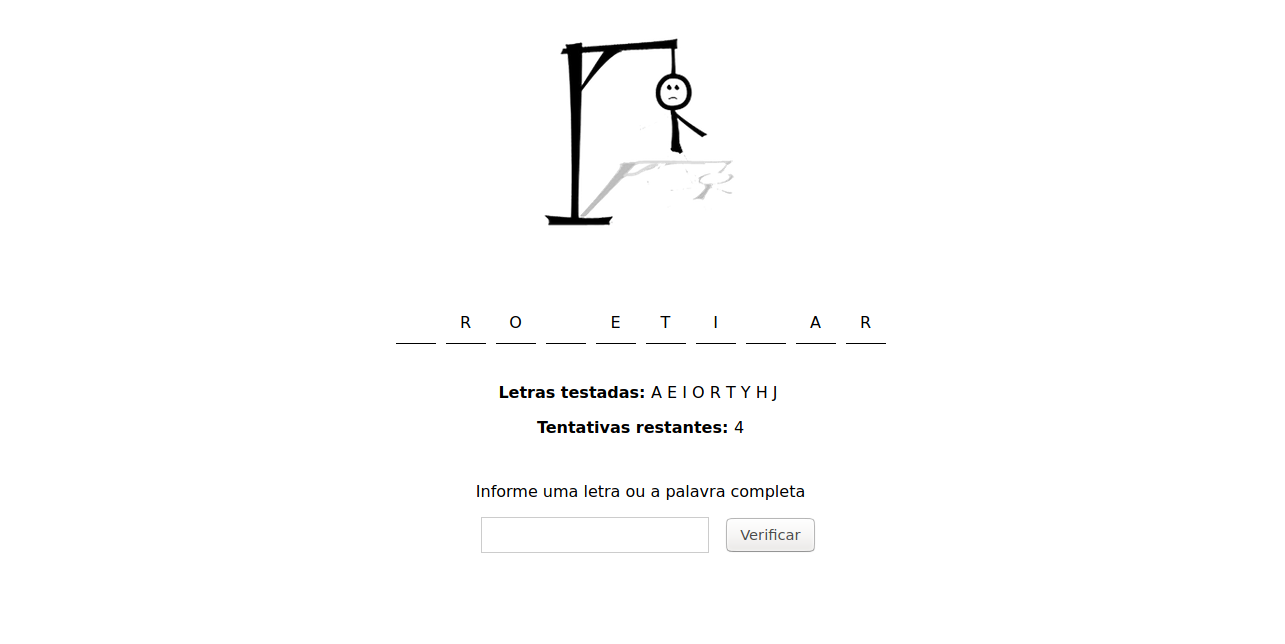 R O E T I A R
Letras testadas: A E I O R T Y H J
Tentativas restantes: 4
Informe uma letra ou a palavra completa
Verificar